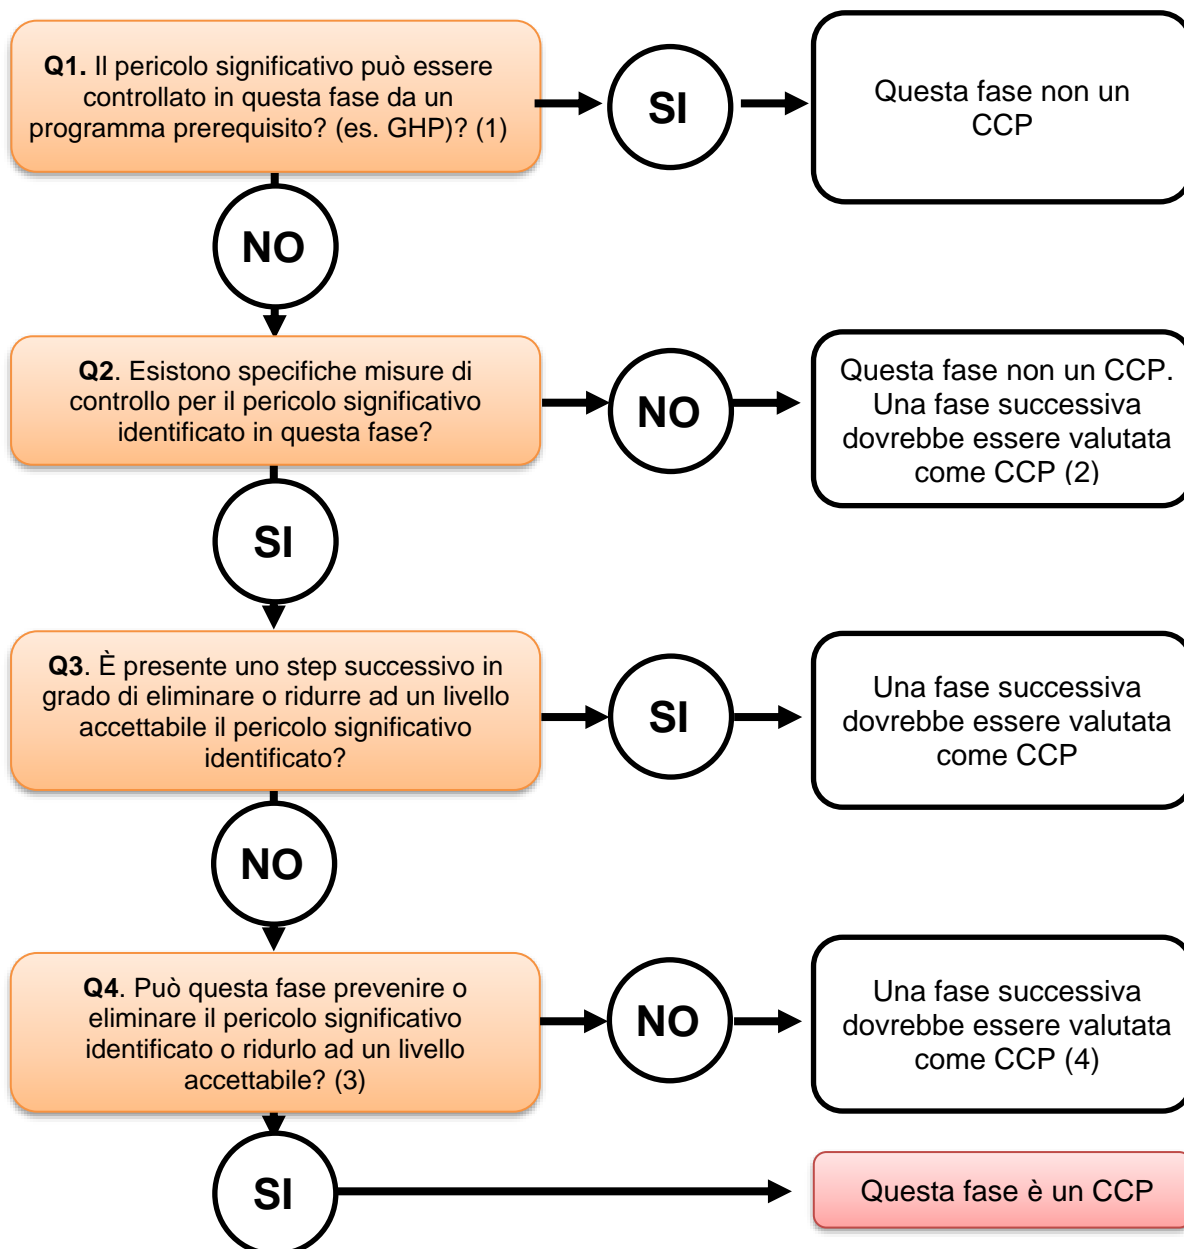 Q1. Il pericolo significativo può essere
controllato in questa fase da un
programma prerequisito? (es. GHP)? (1)
SI
Questa fase non un
CCP
NO
Q2. Esistono specifiche misure di
controllo per il pericolo significativo
identificato in questa fase?
NO
Questa fase non un CCP.
Una fase successiva
dovrebbe essere valutata
come CCP (2)
SI
Q3. È presente uno step successivo in
grado di eliminare o ridurre ad un livello
accettabile il pericolo significativo
identificato?
SI
Una fase successiva
dovrebbe essere valutata
come CCP
NO
Q4. Può questa fase prevenire o
eliminare il pericolo significativo
identificato o ridurlo ad un livello
accettabile? (3)
NO
Una fase successiva
dovrebbe essere valutata
come CCP (4)
SI
Questa fase è un CCP